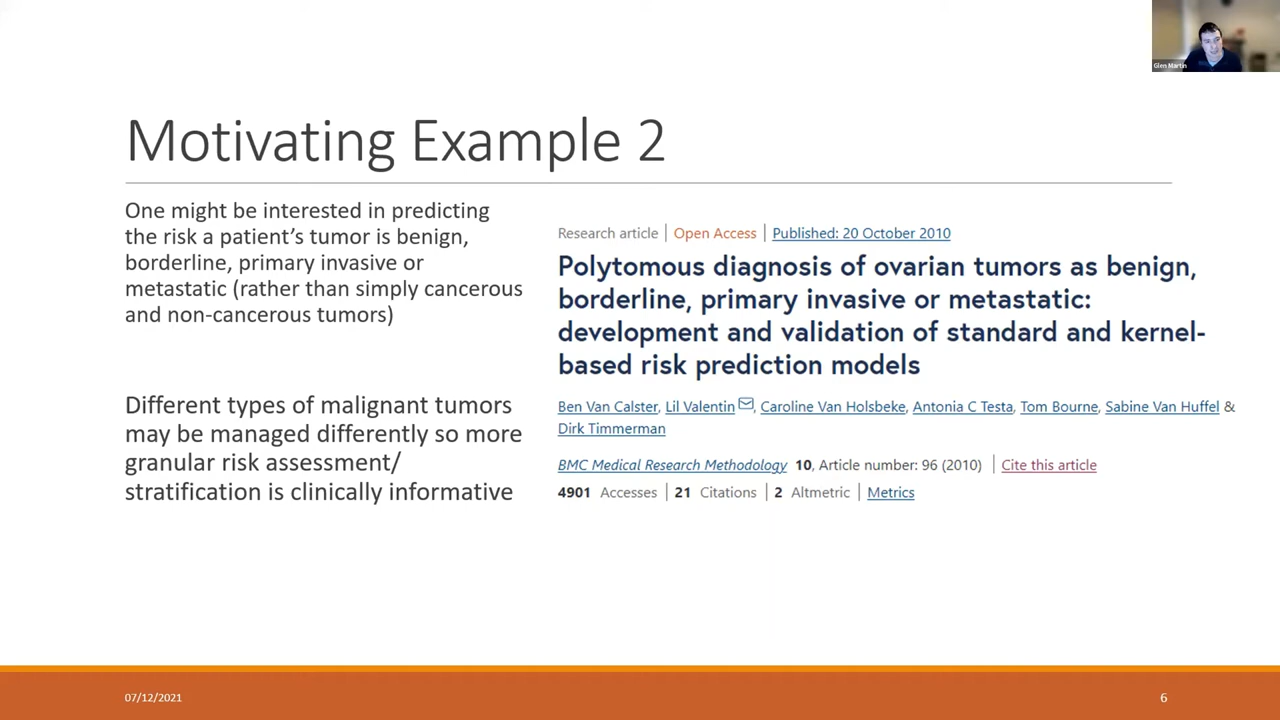 Glen Martin
Motivating Example 2
One might be interested in predicting
the risk a patient's tumor is benign,
borderline, primary invasive or
metastatic (rather than simply cancerous
and non-cancerous tumors)
Different types of malignant tumors
may be managed differently so more
granular risk assessment/
stratification is clinically informative
Research article | Open Access | Published: 20 October 2010
Polytomous diagnosis of ovarian tumors as benign,
borderline, primary invasive or metastatic:
development and validation of standard and kernel-
based risk prediction models
Ben Van Calster, Lil Valentin, Caroline Van Holsbeke, Antonia C Testa, Tom Bourne, Sabine Van Huffel &
Dirk Timmerman
BMC Medical Research Methodology 10, Article number: 96 (2010) | Cite this article
4901 Accesses | 21 Citations | 2 Altmetric | Metrics
07/12/2021
6